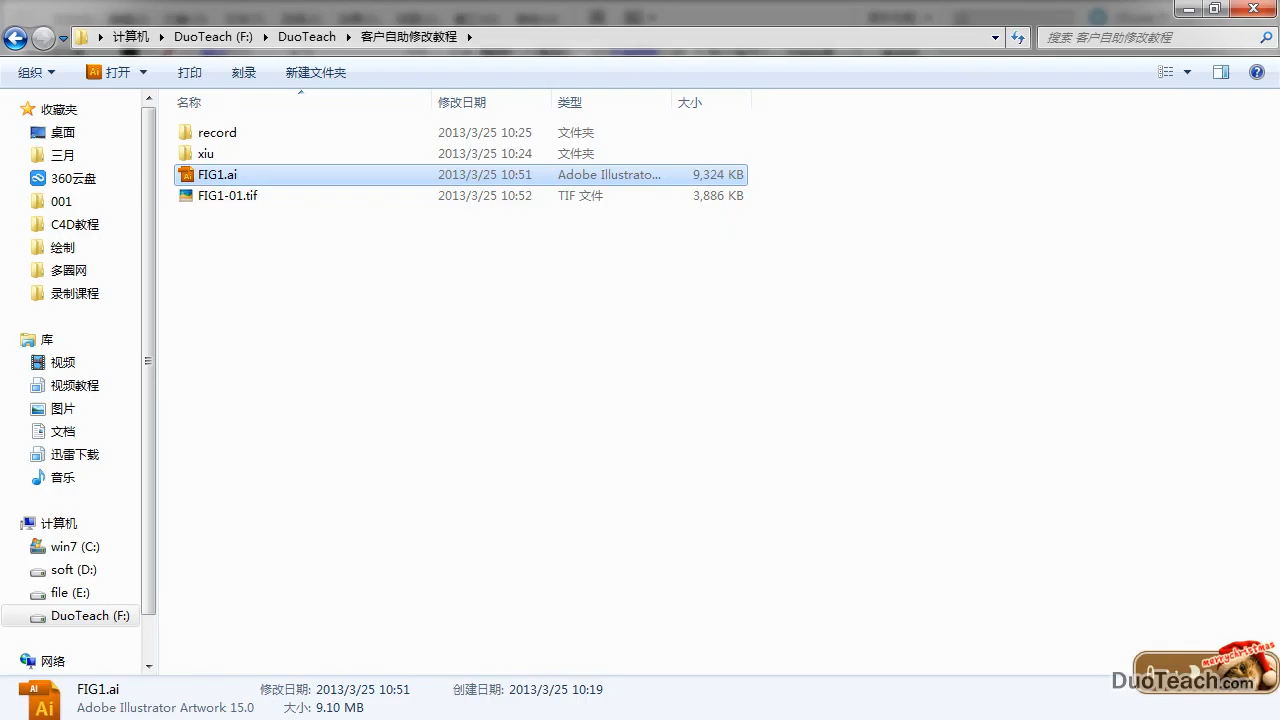 计算机 DuoTeach (F:) DuoTeach 客户自助修改教程
搜索 客户自助修改教程
组织 Ai 打开 打印 刻录 新建文件夹
名称 修改日期 类型 大小
record 2013/3/25 10:25 文件夹
xiu 2013/3/25 10:24 文件夹
FIG1.ai 2013/3/25 10:51 Adobe Illustrato... 9,324 KB
FIG1-01.tif 2013/3/25 10:52 TIF 文件 3,886 KB
收藏夹
桌面
三月
360云盘
001
C4D教程
绘制
多圆网
录制课程
库
视频
视频教程
图片
文档
迅雷下载
音乐
计算机
win7 (C:)
soft (D:)
file (E:)
DuoTeach (F:)
网络
FIG1.ai 修改日期: 2013/3/25 10:51 创建日期: 2013/3/25 10:19
Adobe Illustrator Artwork 15.0 大小: 9.10 MB
Ai
Ai
merrychristmas
DuoTeach.com